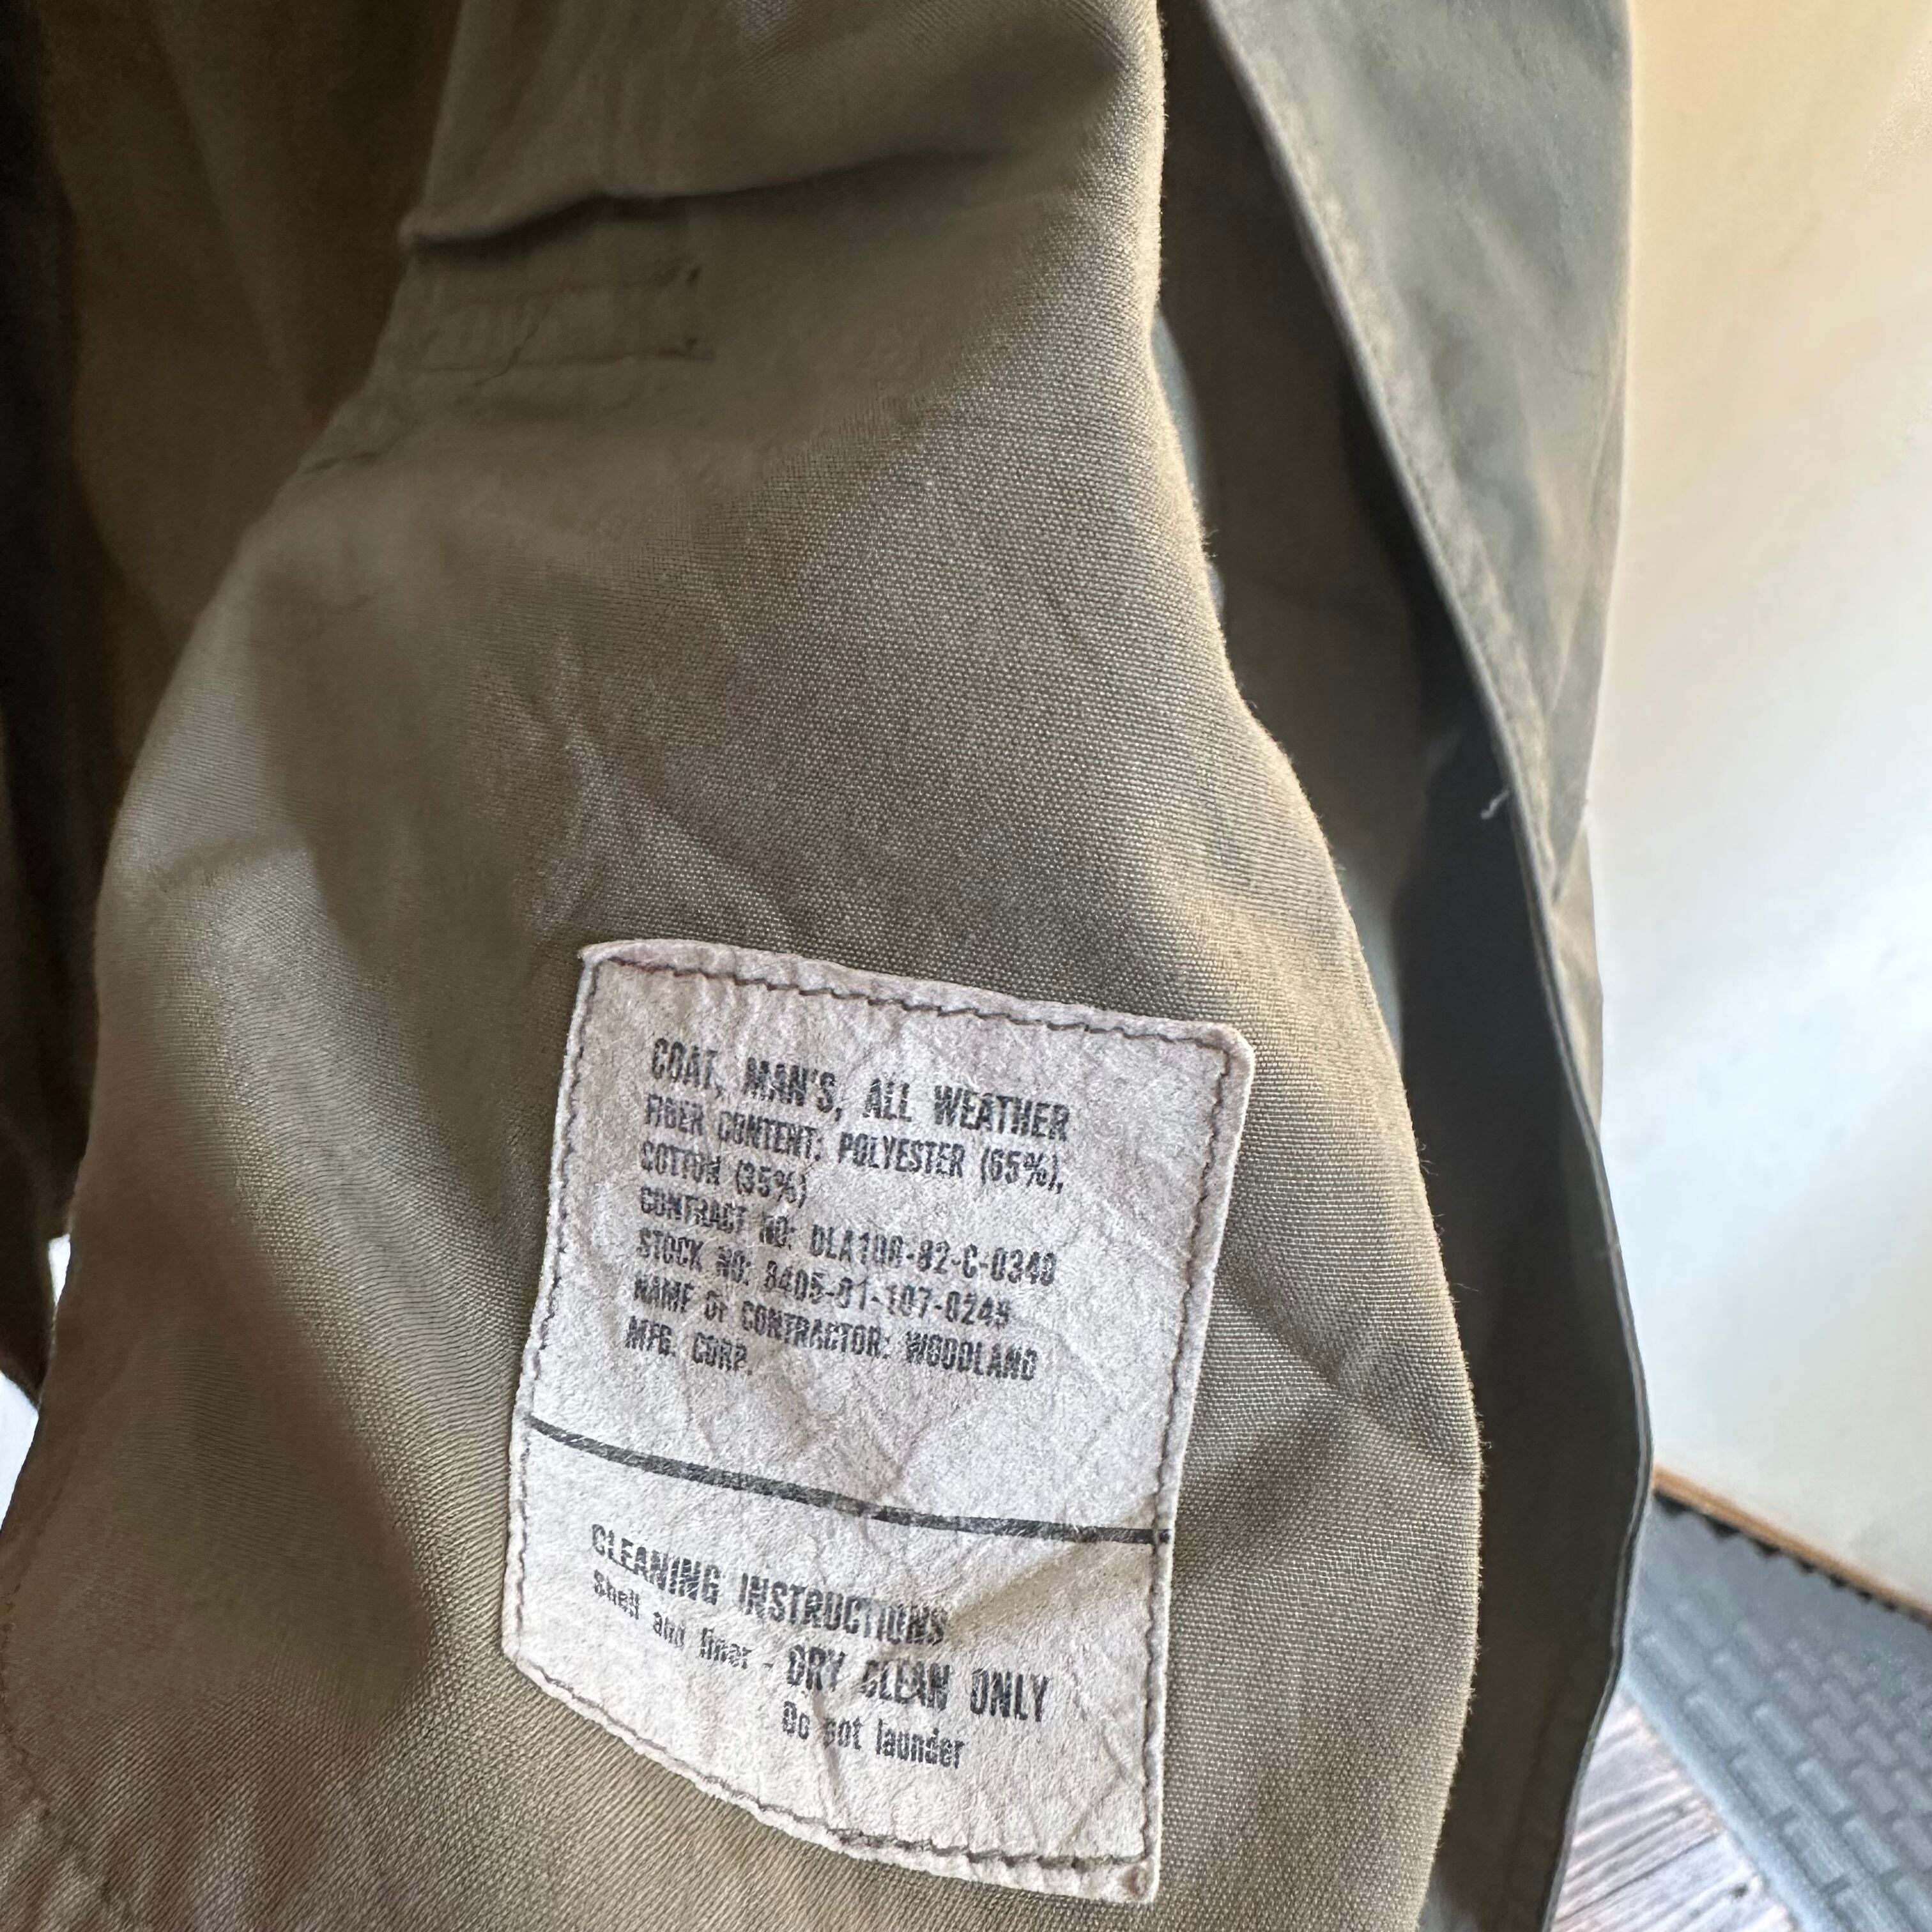 COAT, MAN'S, ALL WEATHER
FIBER CONTENT: POLYESTER (65%),
COTTON (35%)
CONTRACT NO: DLA100-82-C-0340
STOCK NO: 8405-01-107-0245
NAME OF CONTRACTOR: WOODLAND
MFG. CORP.
CLEANING INSTRUCTIONS
Shell and liner - DRY CLEAN ONLY
Do not launder